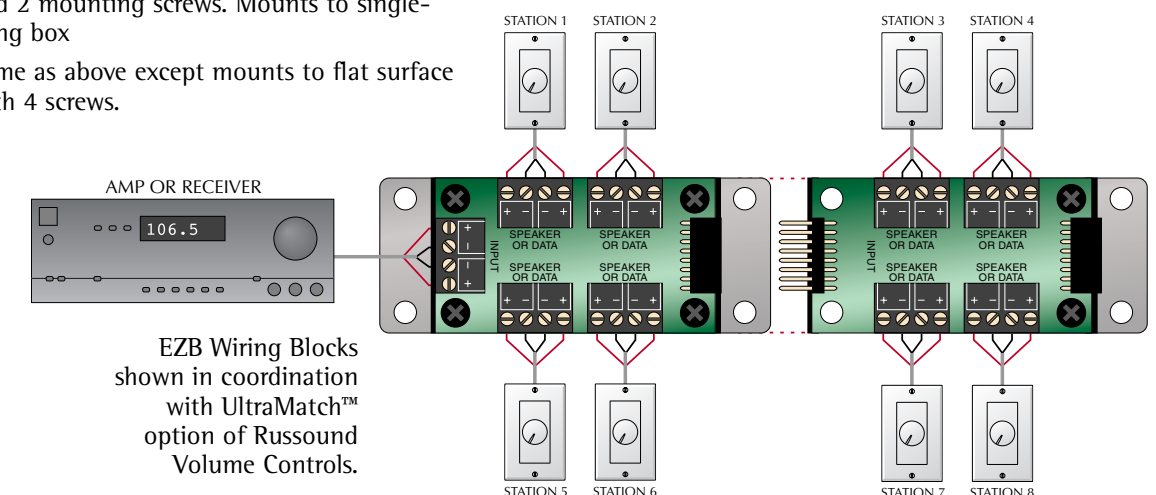 2 mounting screws. Mounts to single-
box
as above except mounts to flat surface
4 screws.
STATION 1 STATION 2
STATION 3 STATION 4
AMP OR RECEIVER
106.5
+ - - + + - - +
SPEAKER OR DATA SPEAKER OR DATA
INPUT
+ - - +
SPEAKER OR DATA SPEAKER OR DATA
+ - - + + - - +
+ - - + + - - +
SPEAKER OR DATA SPEAKER OR DATA
INPUT
SPEAKER OR DATA SPEAKER OR DATA
+ - - + + - - +
EZB Wiring Blocks
shown in coordination
with UltraMatch™
option of Russound
Volume Controls.
STATION 5 STATION 6
STATION 7 STATION 8